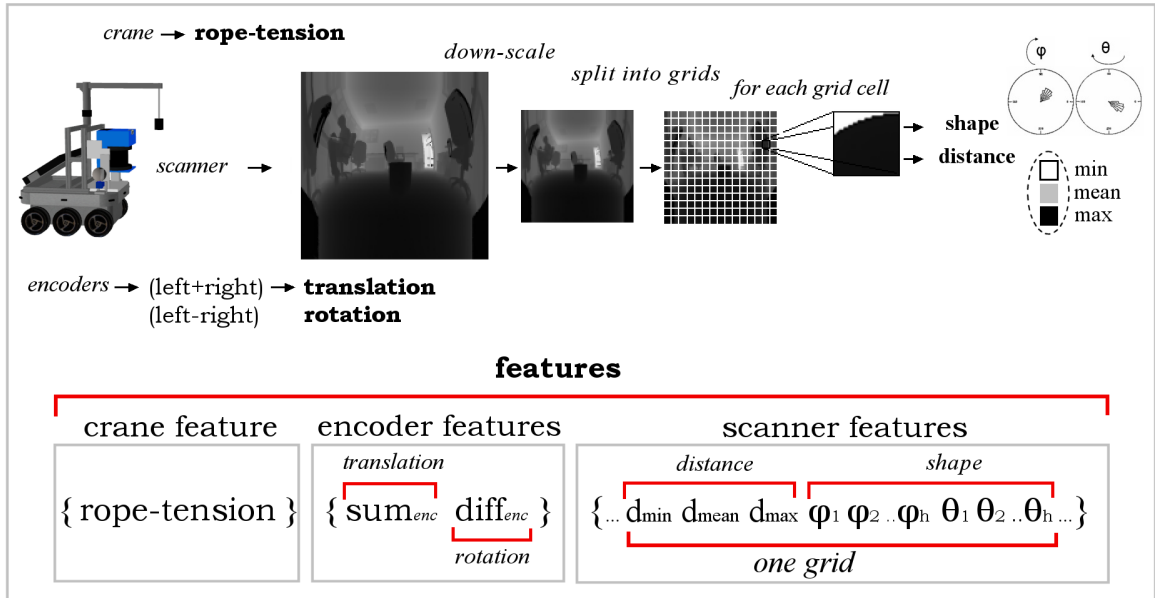 crane → rope-tension
down-scale
split into grids
for each grid cell
φ θ
scanner →
shape
distance
min
mean
max
encoders → (left+right) → translation
(left-right) rotation
features
crane feature encoder features scanner features
translation distance shape
{ rope-tension } { sumenc diffenc } {... dmin dmean dmax φ1 φ2 ..φh θ1 θ2 ..θh ...}
rotation one grid